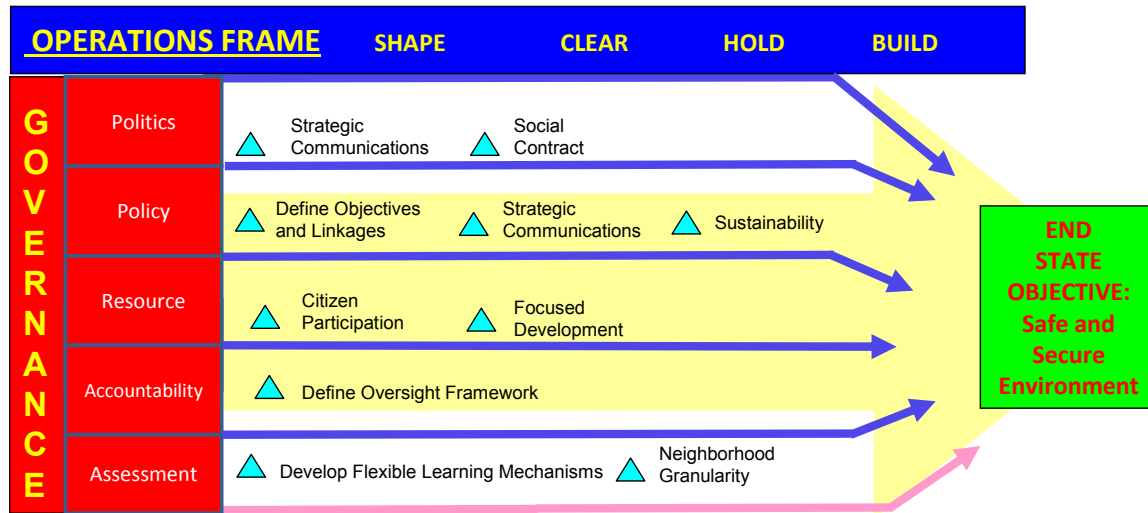 OPERATIONS FRAME SHAPE CLEAR HOLD BUILD
GOVERNANCE
Politics
Strategic
Communications
Social
Contract
Policy
Define Objectives
and Linkages
Strategic
Communications
Sustainability
Resource
Citizen
Participation
Focused
Development
Accountability
Define Oversight Framework
Assessment
Develop Flexible Learning Mechanisms
Neighborhood
Granularity
END
STATE
OBJECTIVE:
Safe and
Secure
Environment